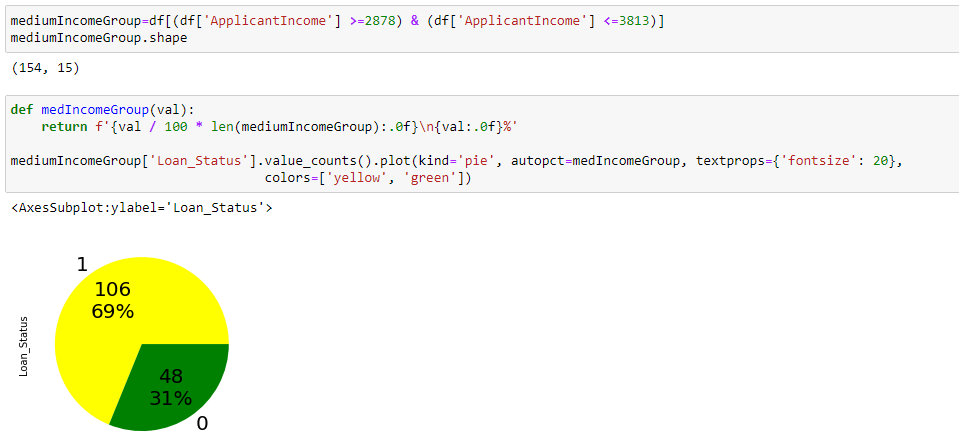 mediumIncomeGroup=df[(df['ApplicantIncome'] >=2878) & (df['ApplicantIncome'] <=3813)]
mediumIncomeGroup.shape
(154, 15)
def medIncomeGroup(val):
    return f'{val / 100 * len(mediumIncomeGroup):.0f}\n{val:.0f}%'
mediumIncomeGroup['Loan_Status'].value_counts().plot(kind='pie', autopct=medIncomeGroup, textprops={'fontsize': 20},
                                 colors=['yellow', 'green'])
<AxesSubplot:ylabel='Loan_Status'>
1
106
69%
Loan_Status
48
31%
0